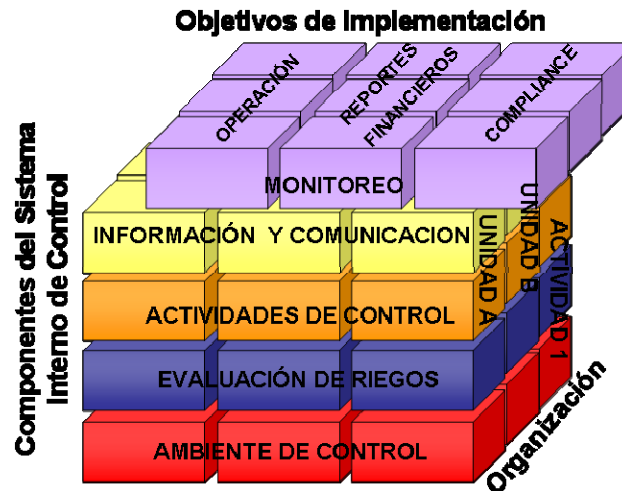 Objetivos de Implementación
OPERACIÓN
REPORTES
FINANCIEROS
COMPLIANCE
Componentes del Sistema
Interno de Control
MONITOREO
INFORMACIÓN Y COMUNICACION
ACTIVIDADES DE CONTROL
EVALUACIÓN DE RIEGOS
AMBIENTE DE CONTROL
UNIDAD A
UNIDAD B
ACTIVIDAD 1
Organización